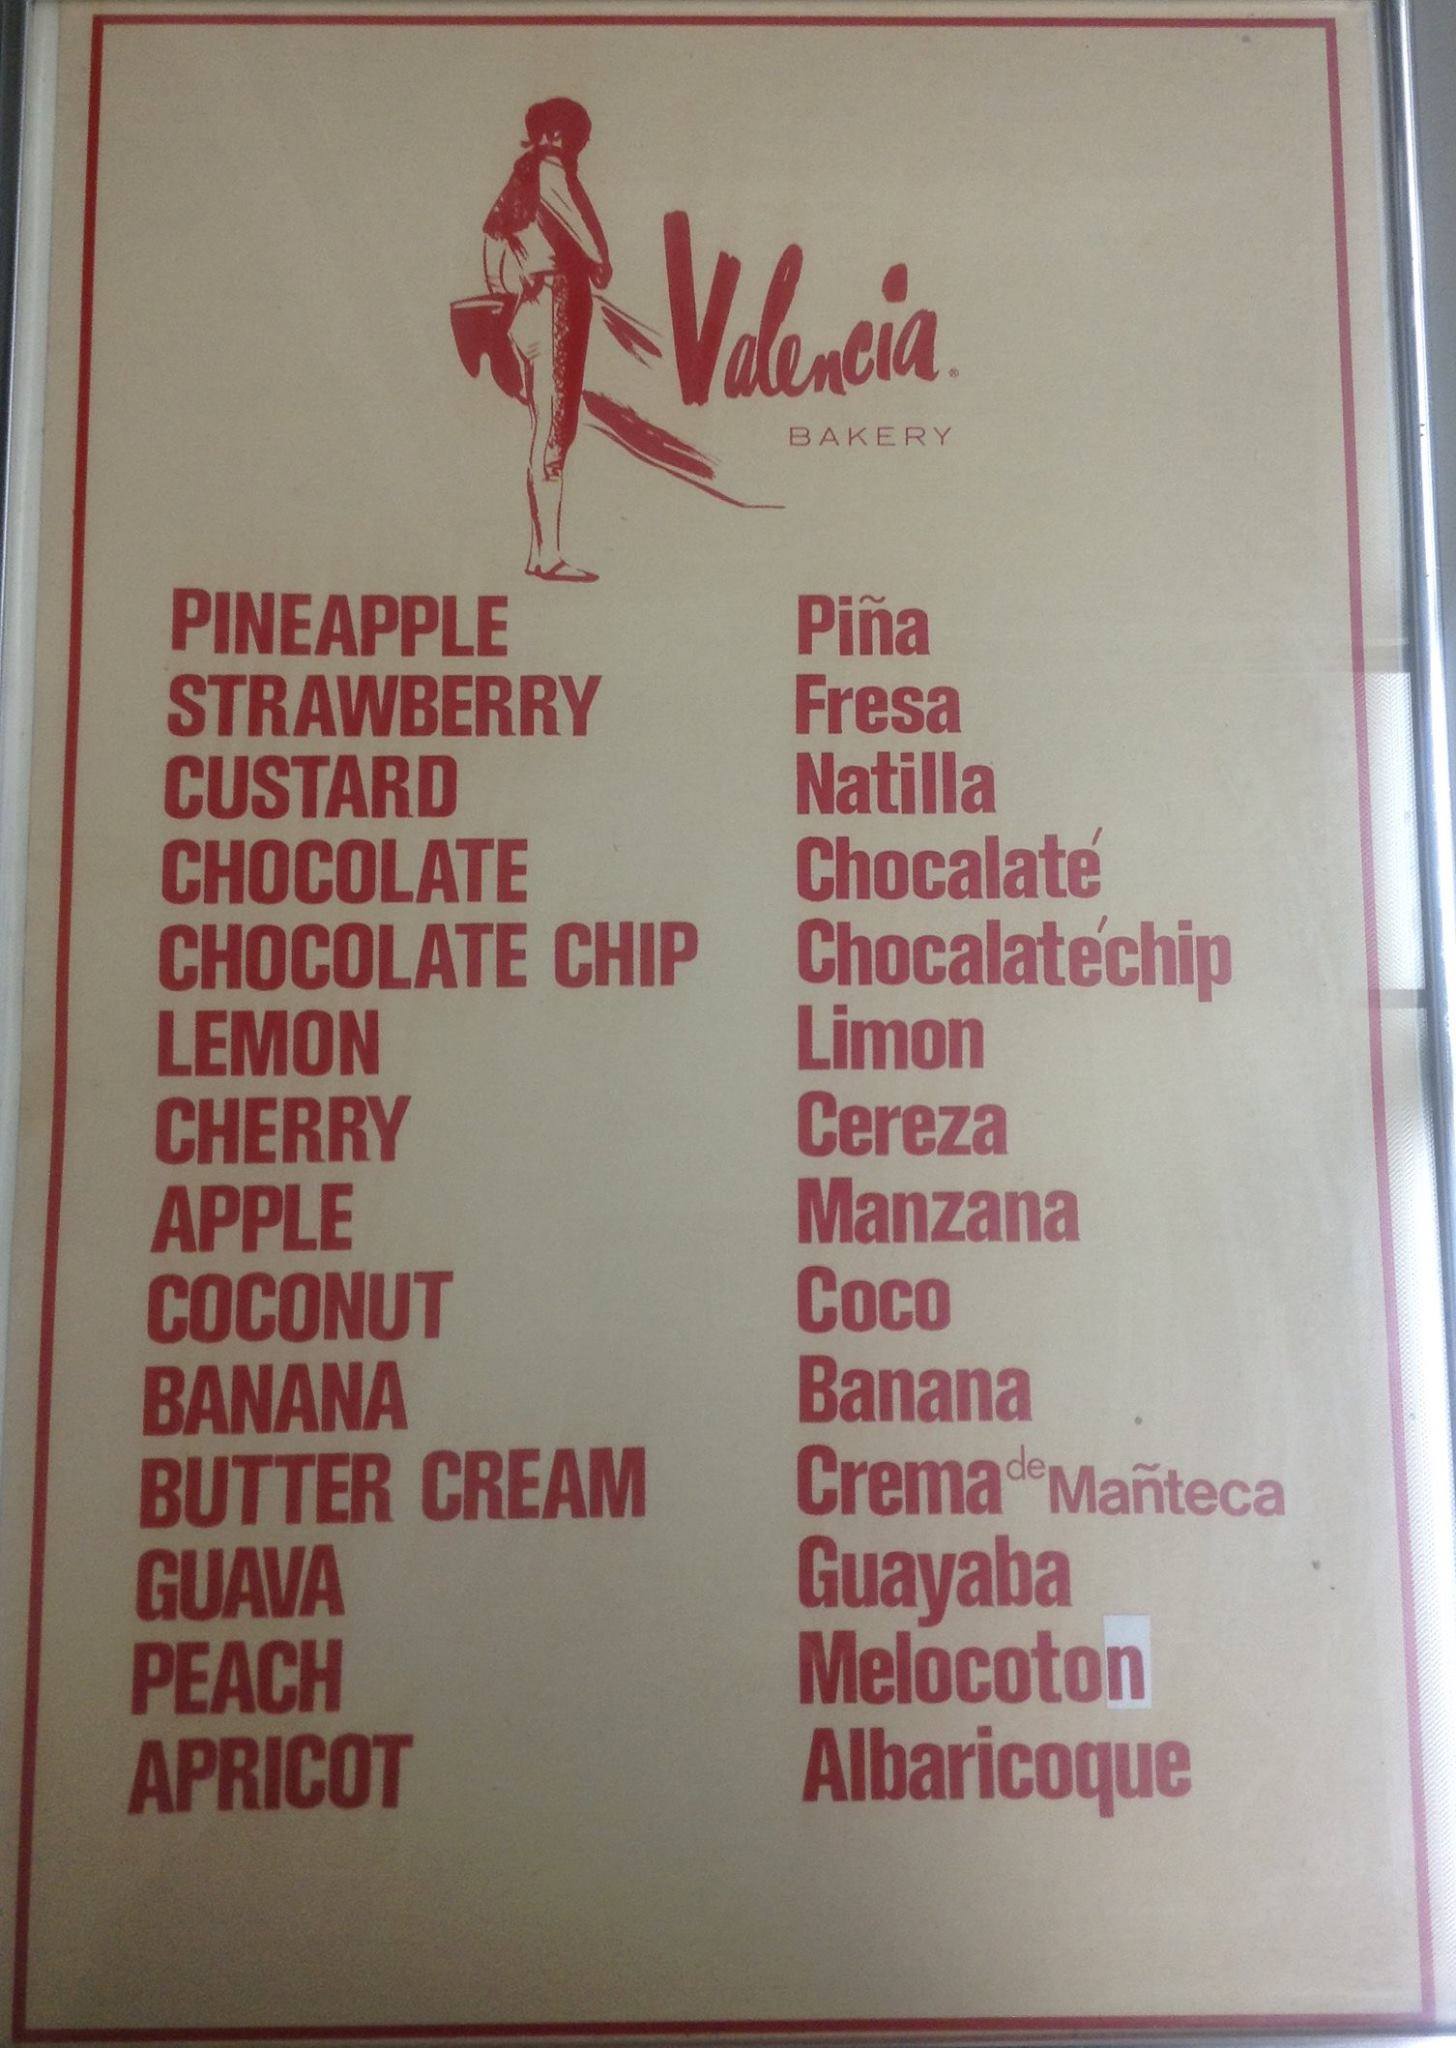 Valencia®
BAKERY
PINEAPPLE Piña
STRAWBERRY Fresa
CUSTARD Natilla
CHOCOLATE Chocalaté
CHOCOLATE CHIP Chocalatéchip
LEMON Limon
CHERRY Cereza
APPLE Manzana
COCONUT Coco
BANANA Banana
BUTTER CREAM Crema de Mañteca
GUAVA Guayaba
PEACH Melocoton
APRICOT Albaricoque